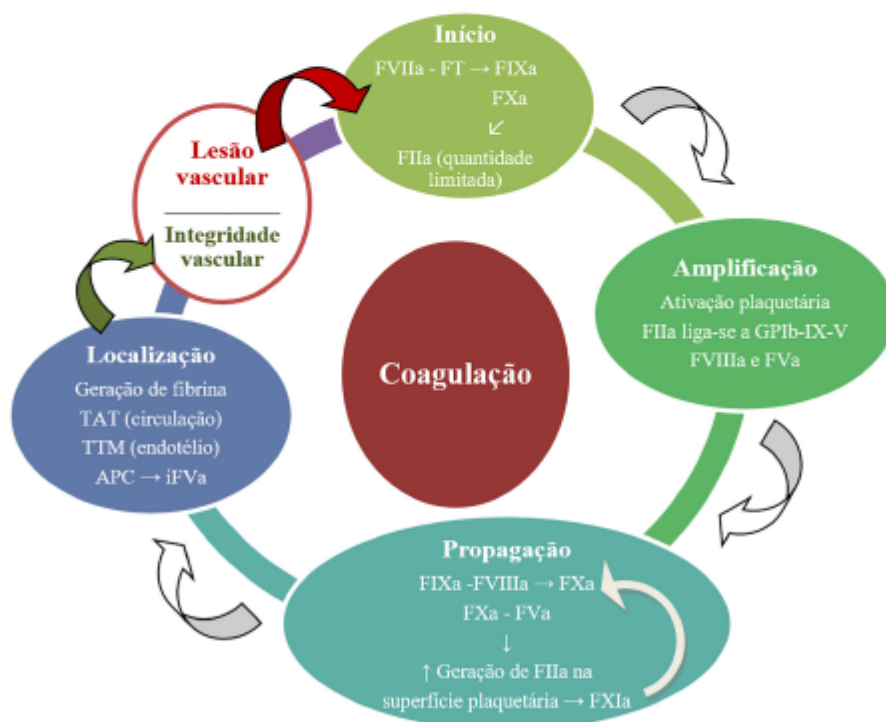 Início
FVIIa - FT → FIXa
FXa
↙
FIIa (quantidade
limitada)
Lesão
vascular
Integridade
vascular
Amplificação
Ativação plaquetária
FIIa liga-se a GPIb-IX-V
FVIIIa e FVa
Localização
Geração de fibrina
TAT (circulação)
TTM (endotélio)
APC → iFVa
Coagulação
Propagação
FIXa -FVIIIa → FXa
FXa - FVa
↓
↑ Geração de FIIa na
superfície plaquetária → FXIa